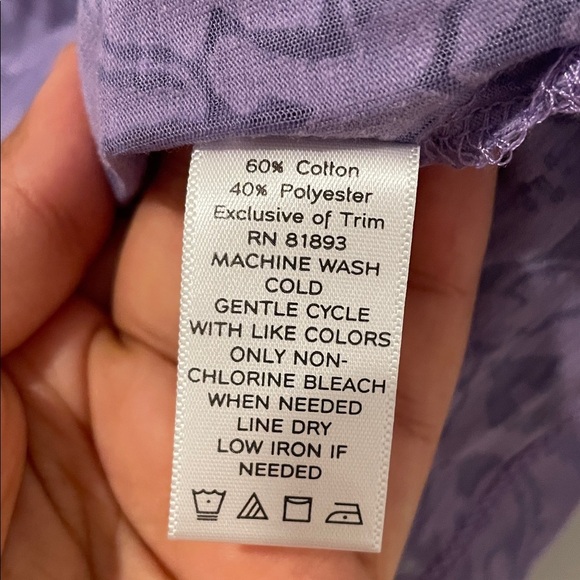 60% Cotton
40% Polyester
Exclusive of Trim
RN 81893
MACHINE WASH
COLD
GENTLE CYCLE
WITH LIKE COLORS
ONLY NON-
CHLORINE BLEACH
WHEN NEEDED
LINE DRY
LOW IRON IF
NEEDED